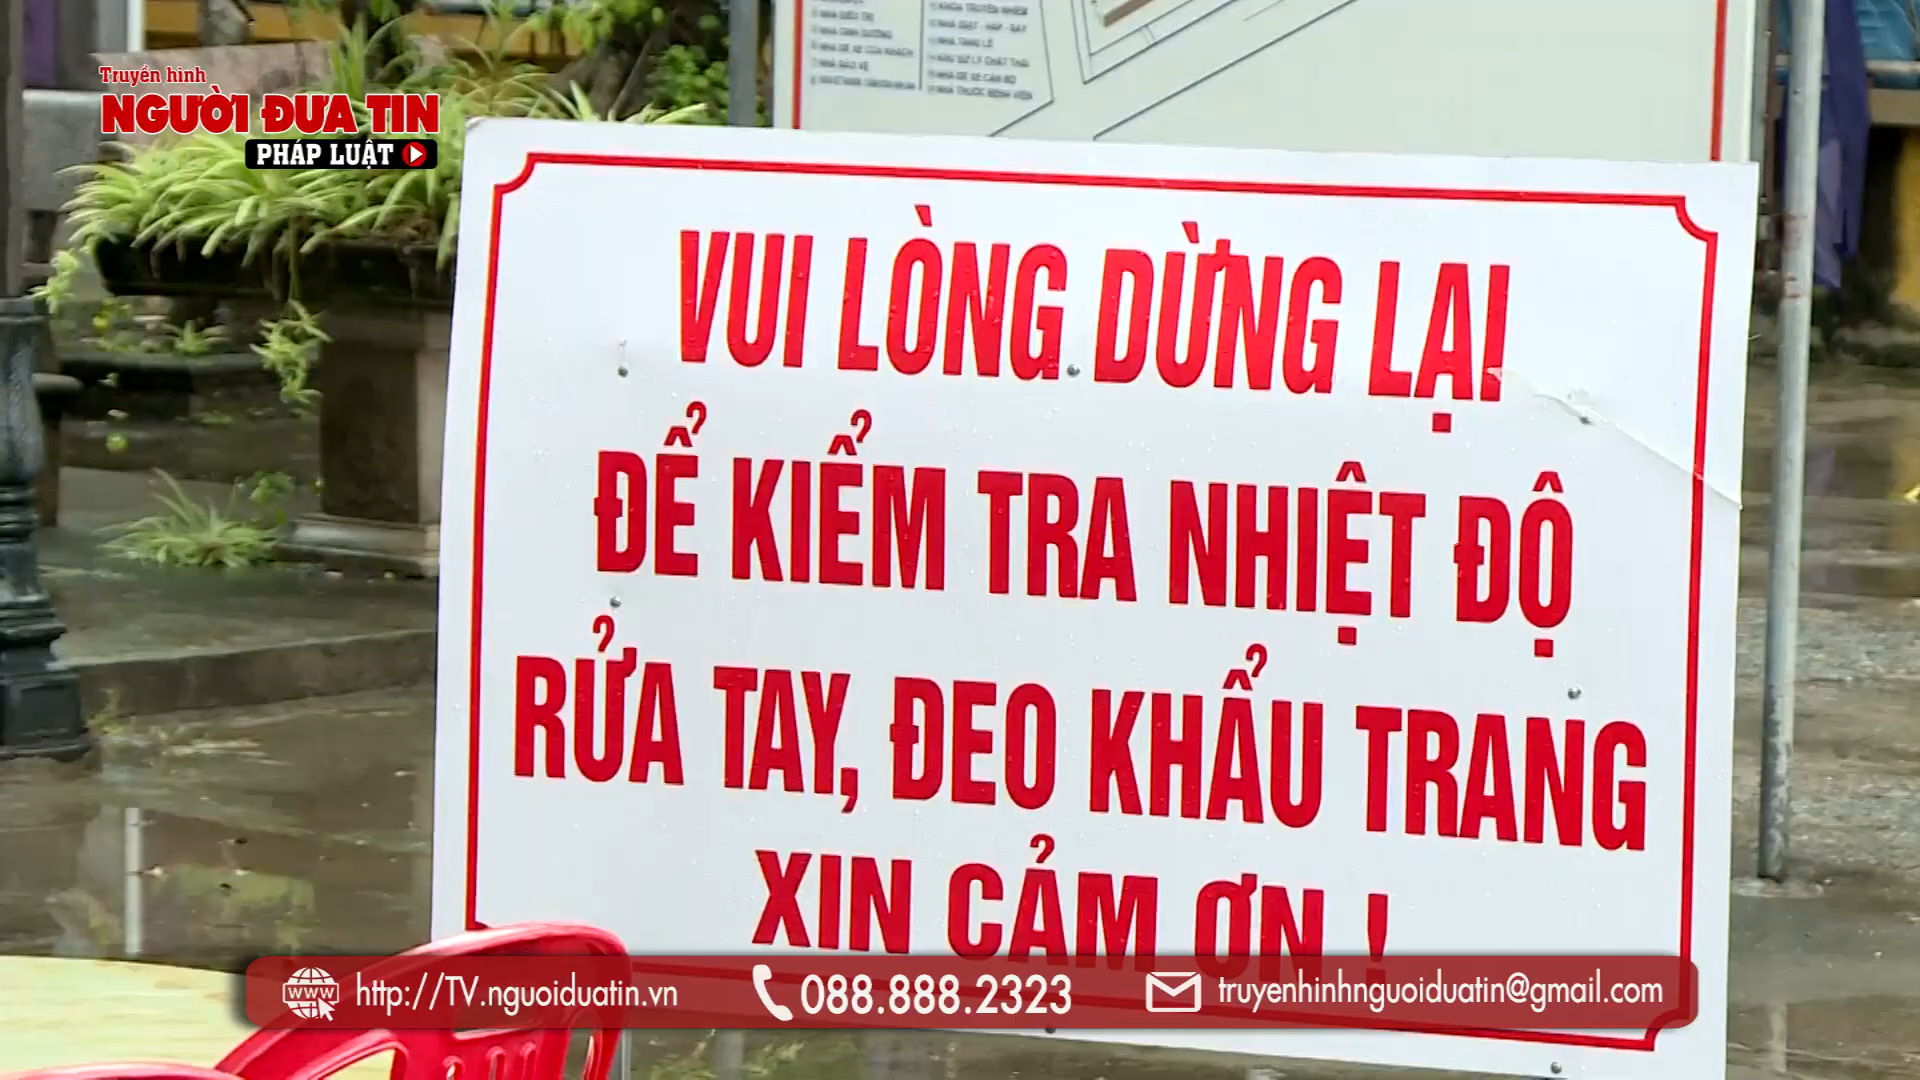 Truyền hình
NGƯỜI ĐƯA TIN
PHÁP LUẬT
VUI LÒNG DỪNG LẠI
ĐỂ KIỂM TRA NHIỆT ĐỘ
RỬA TAY, ĐEO KHẨU TRANG
XIN CẢM ƠN !
http://TV.nguoiduatin.vn
088.888.2323
truyenhinhnguoiduatin@gmail.com